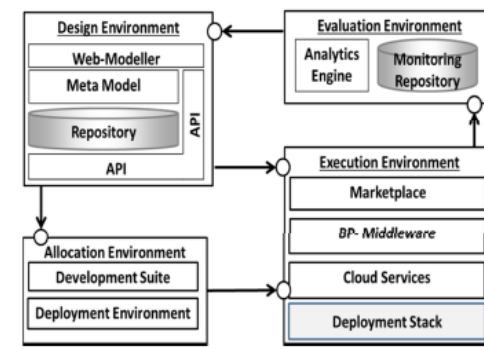 Design Environment
Web-Modeller
Meta Model
Repository
API
API
Evaluation Environment
Analytics
Engine
Monitoring
Repository
Execution Environment
Marketplace
BP- Middleware
Cloud Services
Deployment Stack
Allocation Environment
Development Suite
Deployment Environment